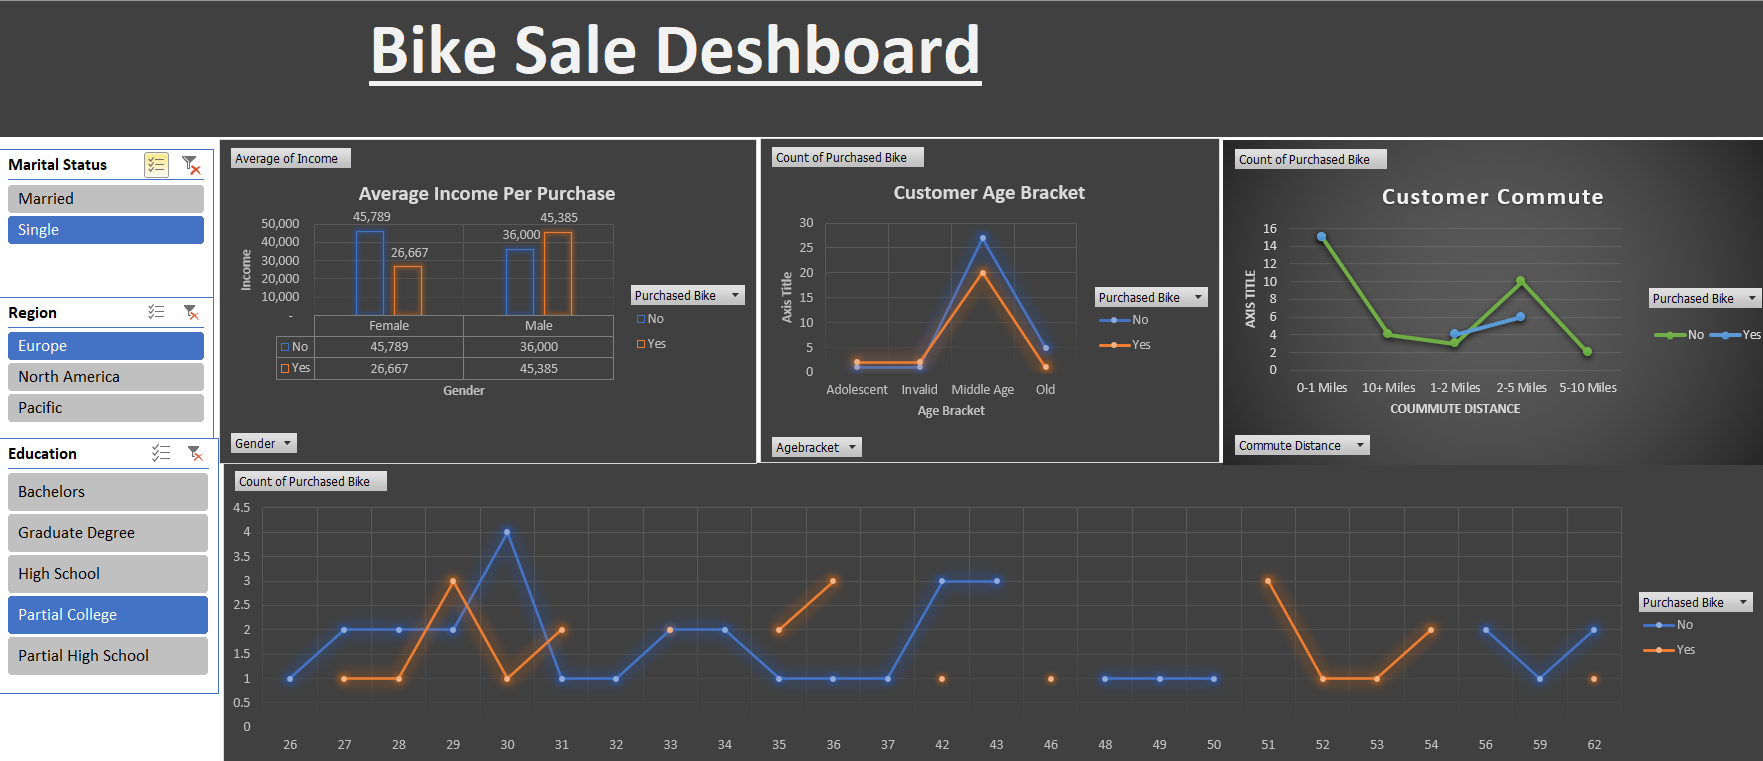 Bike Sale Deshboard
Marital Status
Married
Single
Region
Europe
North America
Pacific
Education
Bachelors
Graduate Degree
High School
Partial College
Partial High School
Average of Income
Average Income Per Purchase
50,000
40,000
30,000
20,000
10,000
-
Income
45,789
26,667
36,000
45,385
Female Male
No 45,789 36,000
Yes 26,667 45,385
Gender
Purchased Bike
No
Yes
Gender
Count of Purchased Bike
Customer Age Bracket
30
25
20
15
10
5
0
Axis Title
Adolescent Invalid Middle Age Old
Age Bracket
Purchased Bike
No
Yes
Agebracket
Count of Purchased Bike
Customer Commute
16
14
12
10
8
6
4
2
0
AXIS TITLE
0-1 Miles 10+ Miles 1-2 Miles 2-5 Miles 5-10 Miles
COUMMUTE DISTANCE
Purchased Bike
No Yes
Commute Distance
Count of Purchased Bike
4.5
4
3.5
3
2.5
2
1.5
1
0.5
0
26 27 28 29 30 31 32 33 34 35 36 37 42 43 46 48 49 50 51 52 53 54 56 59 62
Purchased Bike
No
Yes